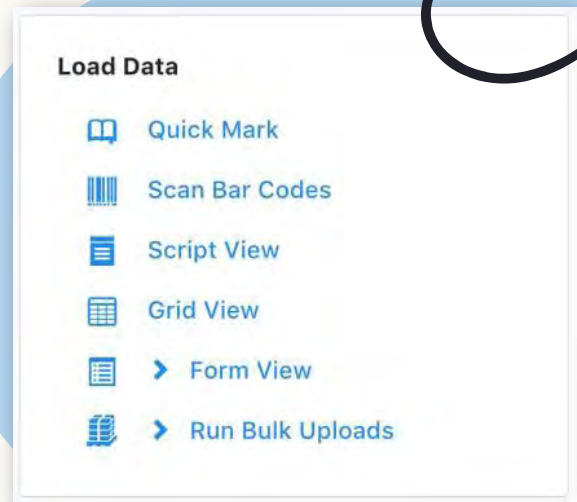 Load Data
Quick Mark
Scan Bar Codes
Script View
Grid View
Form View
Run Bulk Uploads